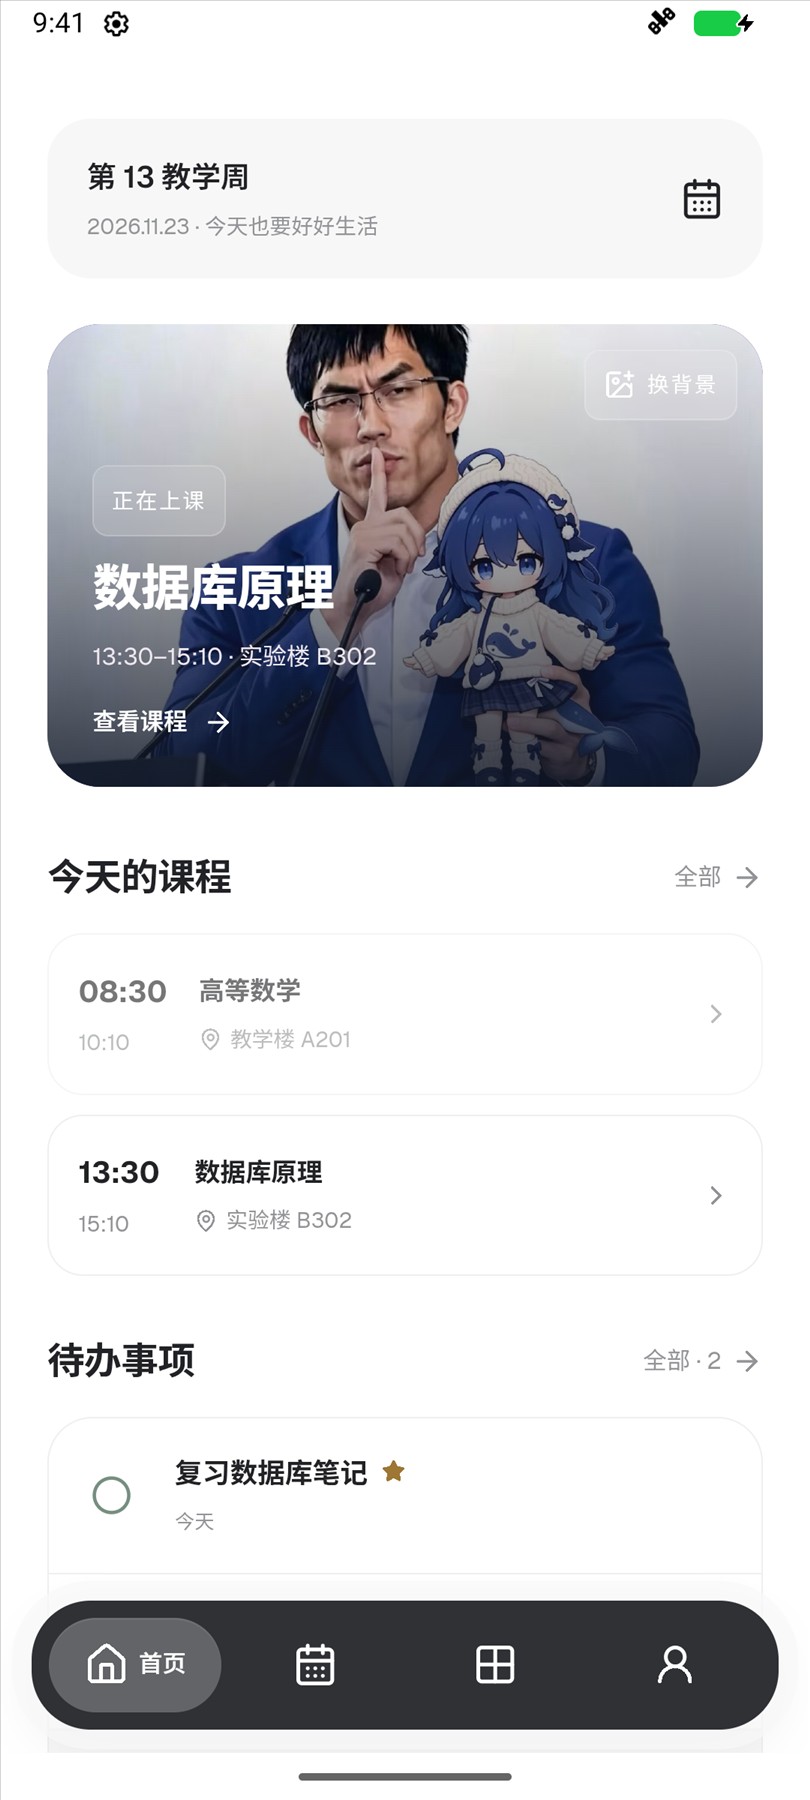 9:41
第 13 教学周
2026.11.23 · 今天也要好好生活
换背景
正在上课
数据库原理
13:30–15:10 · 实验楼 B302
查看课程
今天的课程
全部
08:30 高等数学
10:10 教学楼 A201
13:30 数据库原理
15:10 实验楼 B302
待办事项
全部 · 2
复习数据库笔记
今天
首页